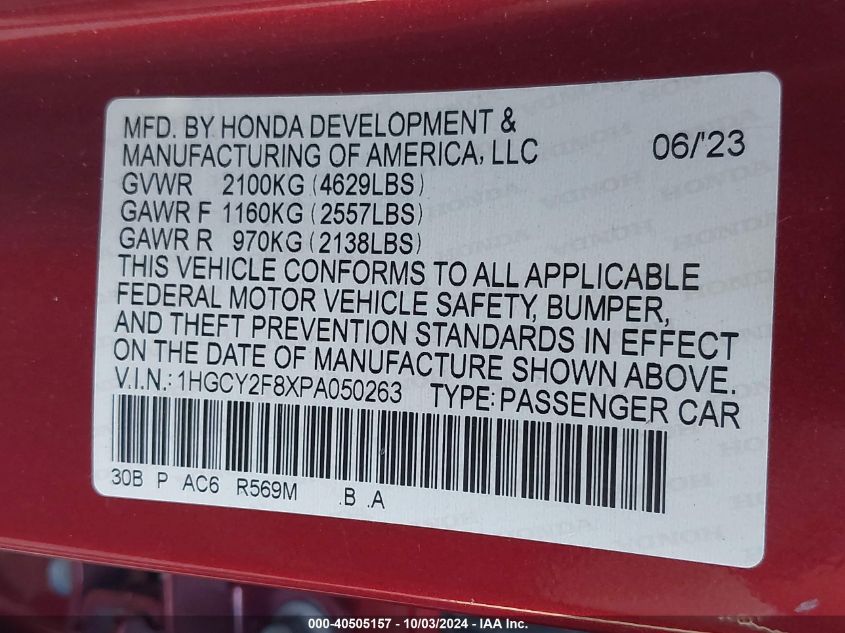 MFD. BY HONDA DEVELOPMENT &
MANUFACTURING OF AMERICA, LLC 06/'23
GVWR 2100KG (4629LBS)
GAWR F 1160KG (2557LBS)
GAWR R 970KG (2138LBS)
THIS VEHICLE CONFORMS TO ALL APPLICABLE
FEDERAL MOTOR VEHICLE SAFETY, BUMPER,
AND THEFT PREVENTION STANDARDS IN EFFECT
ON THE DATE OF MANUFACTURE SHOWN ABOVE.
V.I.N.: 1HGCY2F8XPA050263 TYPE: PASSENGER CAR
30B P AC6 R569M .B .A
000-40505157 - 10/03/2024 - IAAI, Inc.